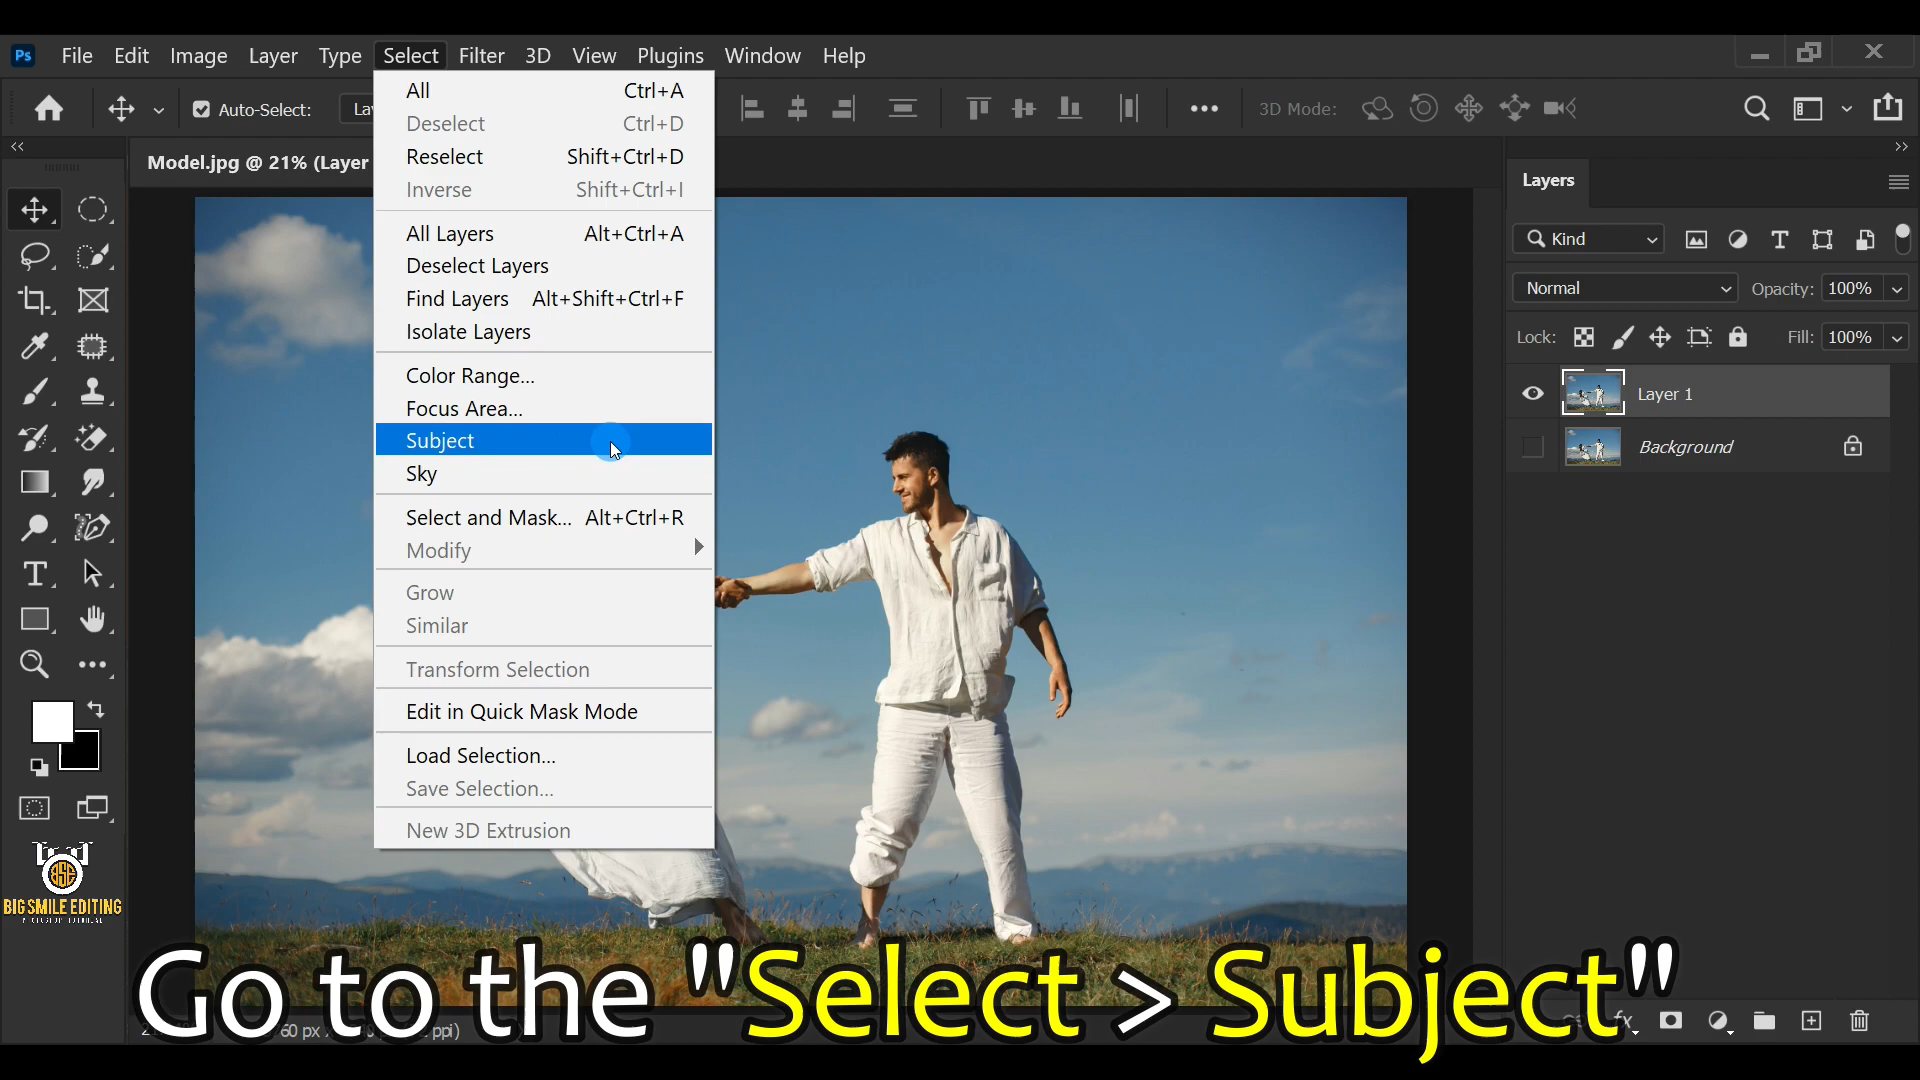 Ps File Edit Image Layer Type Select Filter 3D View Plugins Window Help
Auto-Select:
3D Mode:
Model.jpg @ 21% (Layer
All Ctrl+A
Deselect Ctrl+D
Reselect Shift+Ctrl+D
Inverse Shift+Ctrl+I
All Layers Alt+Ctrl+A
Deselect Layers
Find Layers Alt+Shift+Ctrl+F
Isolate Layers
Color Range...
Focus Area...
Subject
Sky
Select and Mask... Alt+Ctrl+R
Modify
Grow
Similar
Transform Selection
Edit in Quick Mask Mode
Load Selection...
Save Selection...
New 3D Extrusion
Layers
Kind
Normal Opacity: 100%
Lock: Fill: 100%
Layer 1
Background
BSE
BIG SMILE EDITING
Go to the "Select > Subject"
ppi)
fx